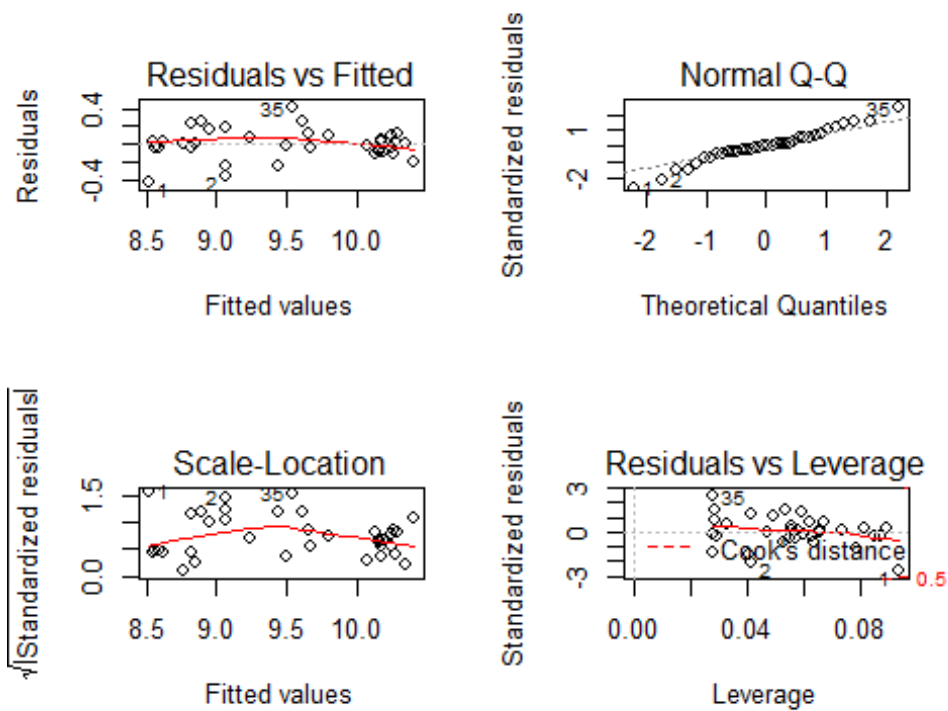 Residuals vs Fitted
Residuals
0.4
-0.4
35
2
1
8.5 9.0 9.5 10.0
Fitted values
Normal Q-Q
Standardized residuals
1
-2
35
1 2
-2 -1 0 1 2
Theoretical Quantiles
Scale-Location
√|Standardized residuals|
1.5
0.0
1 2 35
8.5 9.0 9.5 10.0
Fitted values
Residuals vs Leverage
Standardized residuals
3
0
-3
35
Cook's distance
2
1
0.5
0.00 0.04 0.08
Leverage